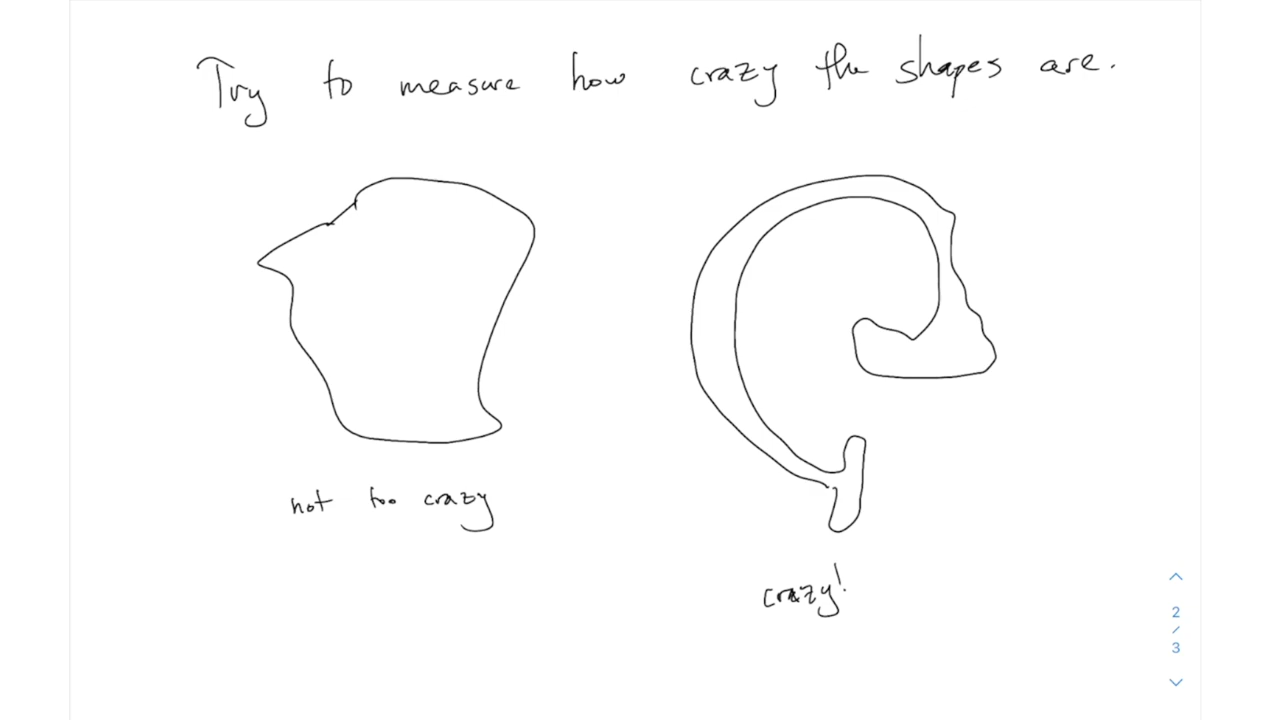 Try to measure how crazy the shapes are.
not too crazy
crazy!
2
/
3